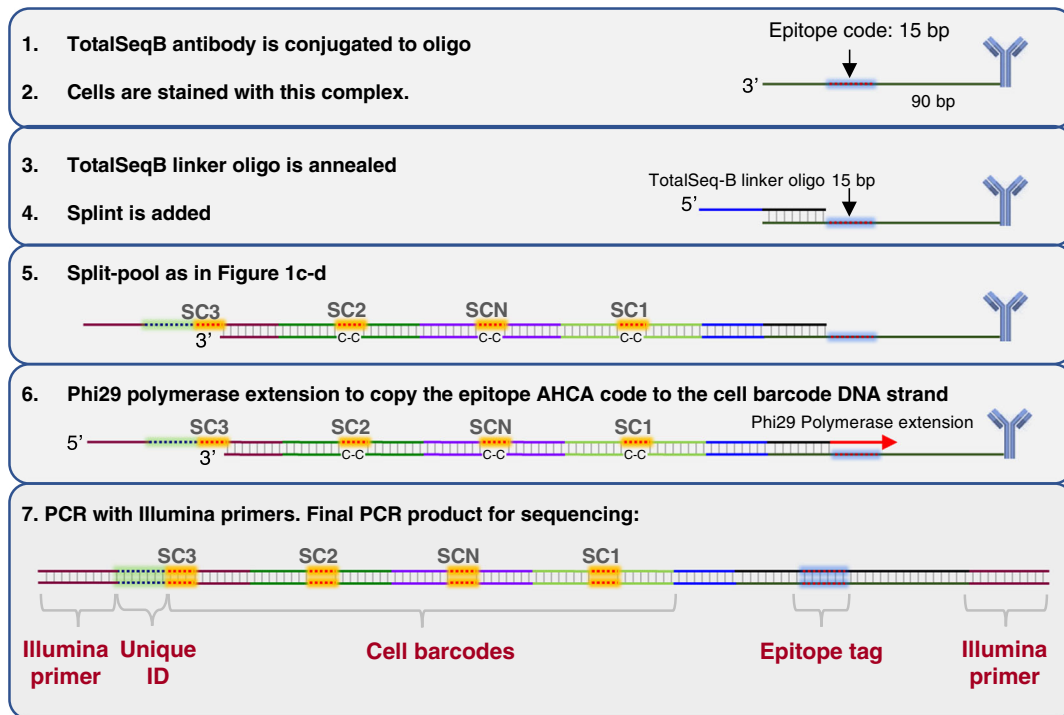 1. TotalSeqB antibody is conjugated to oligo
2. Cells are stained with this complex.
Epitope code: 15 bp
3’
90 bp
3. TotalSeqB linker oligo is annealed
4. Splint is added
TotalSeq-B linker oligo 15 bp
5’
5. Split-pool as in Figure 1c-d
SC3 SC2 SCN SC1
3’ C-C C-C C-C
6. Phi29 polymerase extension to copy the epitope AHCA code to the cell barcode DNA strand
SC3 SC2 SCN SC1 Phi29 Polymerase extension
5’
3’ C-C C-C C-C
7. PCR with Illumina primers. Final PCR product for sequencing:
SC3 SC2 SCN SC1
Illumina primer
Unique ID
Cell barcodes
Epitope tag
Illumina primer